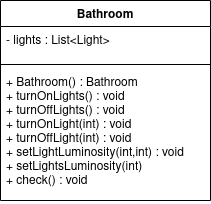 Bathroom
- lights : List<Light>
+ Bathroom() : Bathroom
+ turnOnLights() : void
+ turnOffLights() : void
+ turnOnLight(int) : void
+ turnOffLight(int) : void
+ setLightLuminosity(int,int) : void
+ setLightsLuminosity(int)
+ check() : void